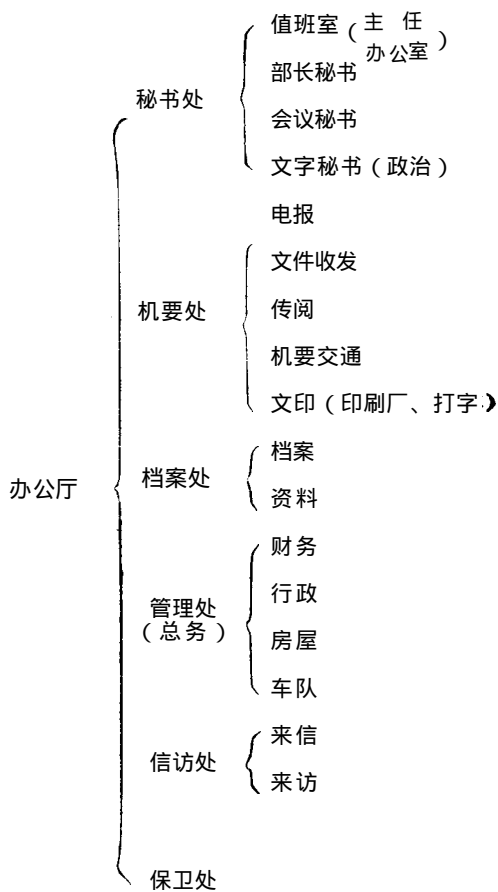 值班室（主任办公室）
部长秘书
秘书处
会议秘书
文字秘书（政治）
电报
文件收发
机要处
传阅
机要交通
文印（印刷厂、打字）
档案
办公厅
档案处
资料
财务
行政
管理处
（总务）
房屋
车队
来信
信访处
来访
保卫处